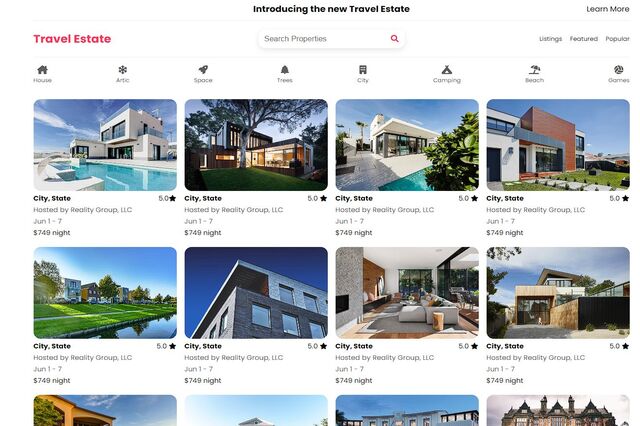 Introducing the new Travel Estate
Learn More
Travel Estate
Search Properties
Listings Featured Popular
House Artic Space Trees City Camping Beach Games
City, State 5.0 City, State 5.0 City, State 5.0 City, State 5.0
Hosted by Reality Group, LLC Hosted by Reality Group, LLC Hosted by Reality Group, LLC Hosted by Reality Group, LLC
Jun 1 - 7 Jun 1 - 7 Jun 1 - 7 Jun 1 - 7
$749 night $749 night $749 night $749 night
City, State 5.0 City, State 5.0 City, State 5.0 City, State 5.0
Hosted by Reality Group, LLC Hosted by Reality Group, LLC Hosted by Reality Group, LLC Hosted by Reality Group, LLC
Jun 1 - 7 Jun 1 - 7 Jun 1 - 7 Jun 1 - 7
$749 night $749 night $749 night $749 night